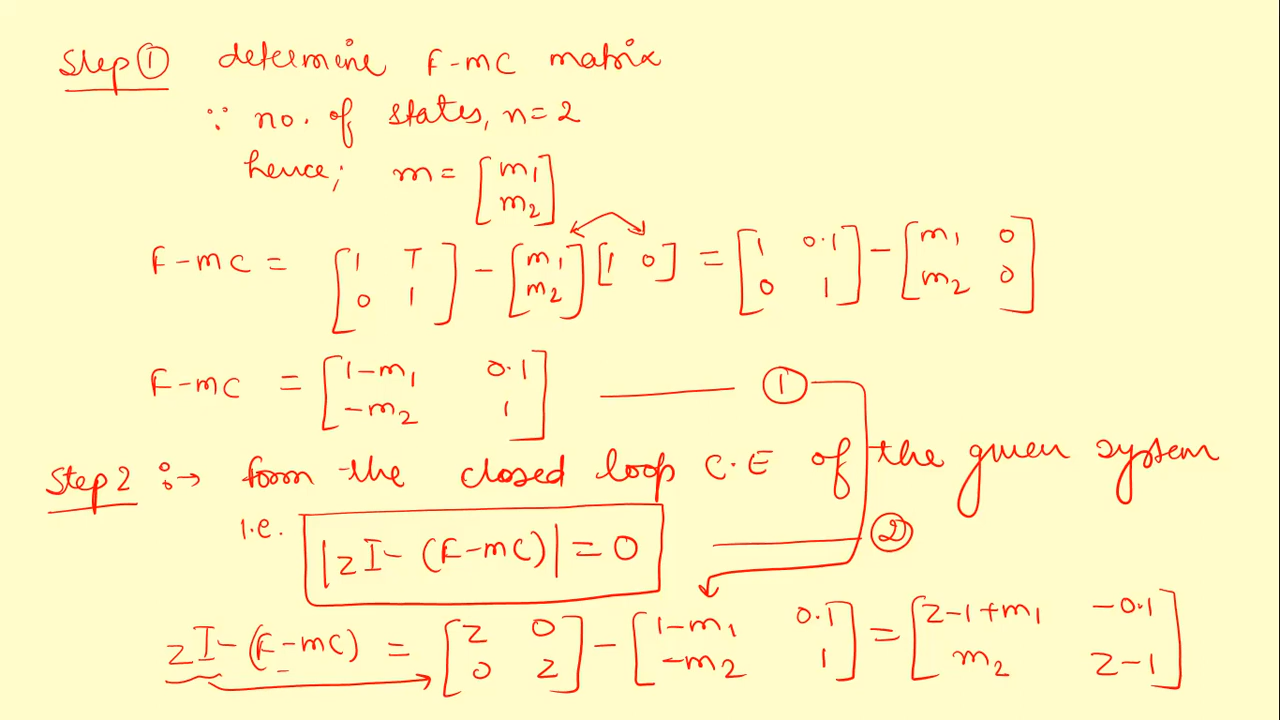 Step ① determine F-mC matrix
∵ no. of states, n=2
hence; m = [m1; m2]
F-mC = [1 T; 0 1] - [m1; m2] [1 0] = [1 0.1; 0 1] - [m1 0; m2 0]
F-mC = [1-m1 0.1; -m2 1] ——— ①
Step 2 :→ form the closed loop C.E of the given system
i.e. |zI-(F-mC)| = 0 ——— ②
zI-(F-mC) = [z 0; 0 z] - [1-m1 0.1; -m2 1] = [z-1+m1 -0.1; m2 z-1]